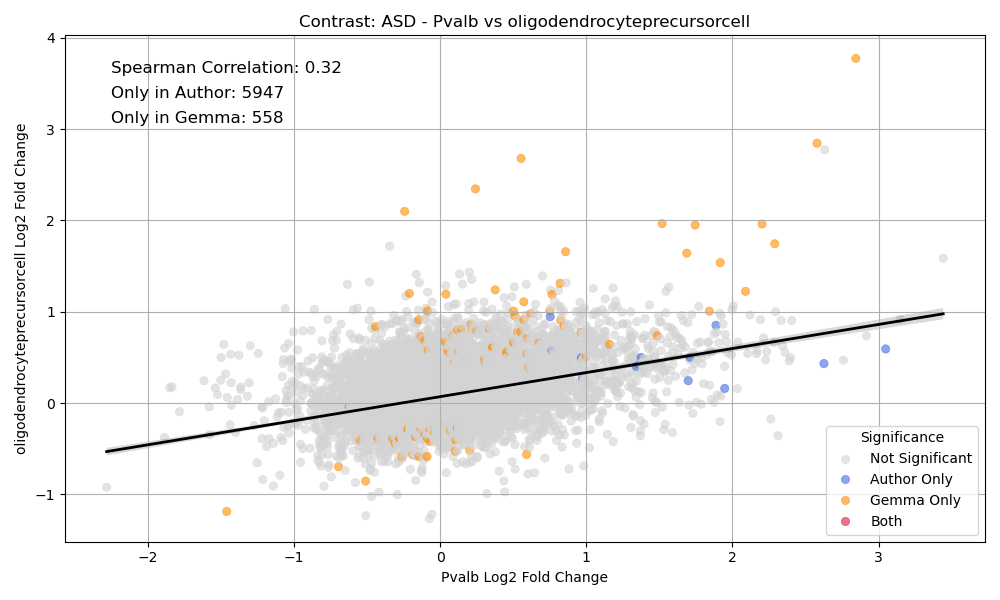 Contrast: ASD - Pvalb vs oligodendrocyteprecursorcell
Spearman Correlation: 0.32
Only in Author: 5947
Only in Gemma: 558
oligodendrocyteprecursorcell Log2 Fold Change
4
3
2
1
0
−1
−2
−1
0
1
2
3
Pvalb Log2 Fold Change
Significance
Not Significant
Author Only
Gemma Only
Both